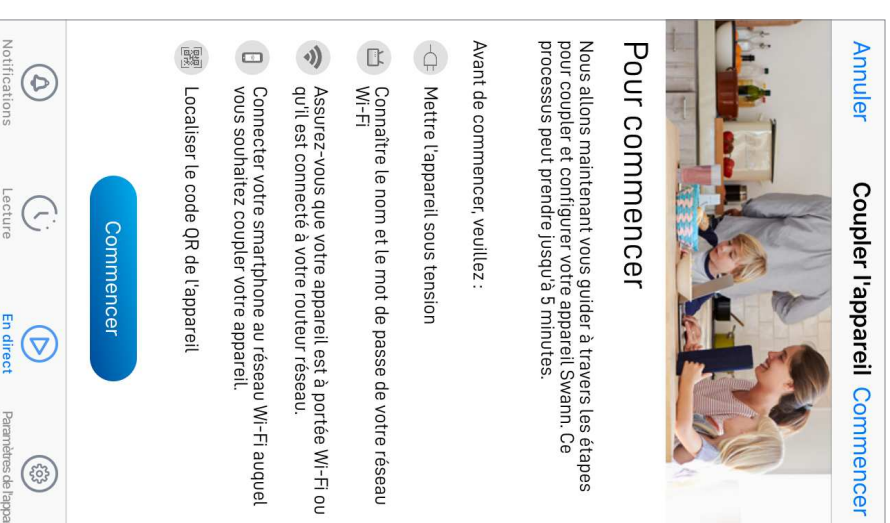 Annuler
Coupler l'appareil
Commencer
Pour commencer
Nous allons maintenant vous guider à travers les étapes
pour coupler et configurer votre appareil Swann. Ce
processus peut prendre jusqu'à 5 minutes.
Avant de commencer, veuillez :
Mettre l'appareil sous tension
Connaître le nom et le mot de passe de votre réseau
Wi-Fi
Assurez-vous que votre appareil est à portée Wi-Fi ou
qu'il est connecté à votre routeur réseau.
Connecter votre smartphone au réseau Wi-Fi auquel
vous souhaitez coupler votre appareil.
Localiser le code QR de l'appareil
Commencer
Notifications
Lecture
En direct
Paramètres de l'appa